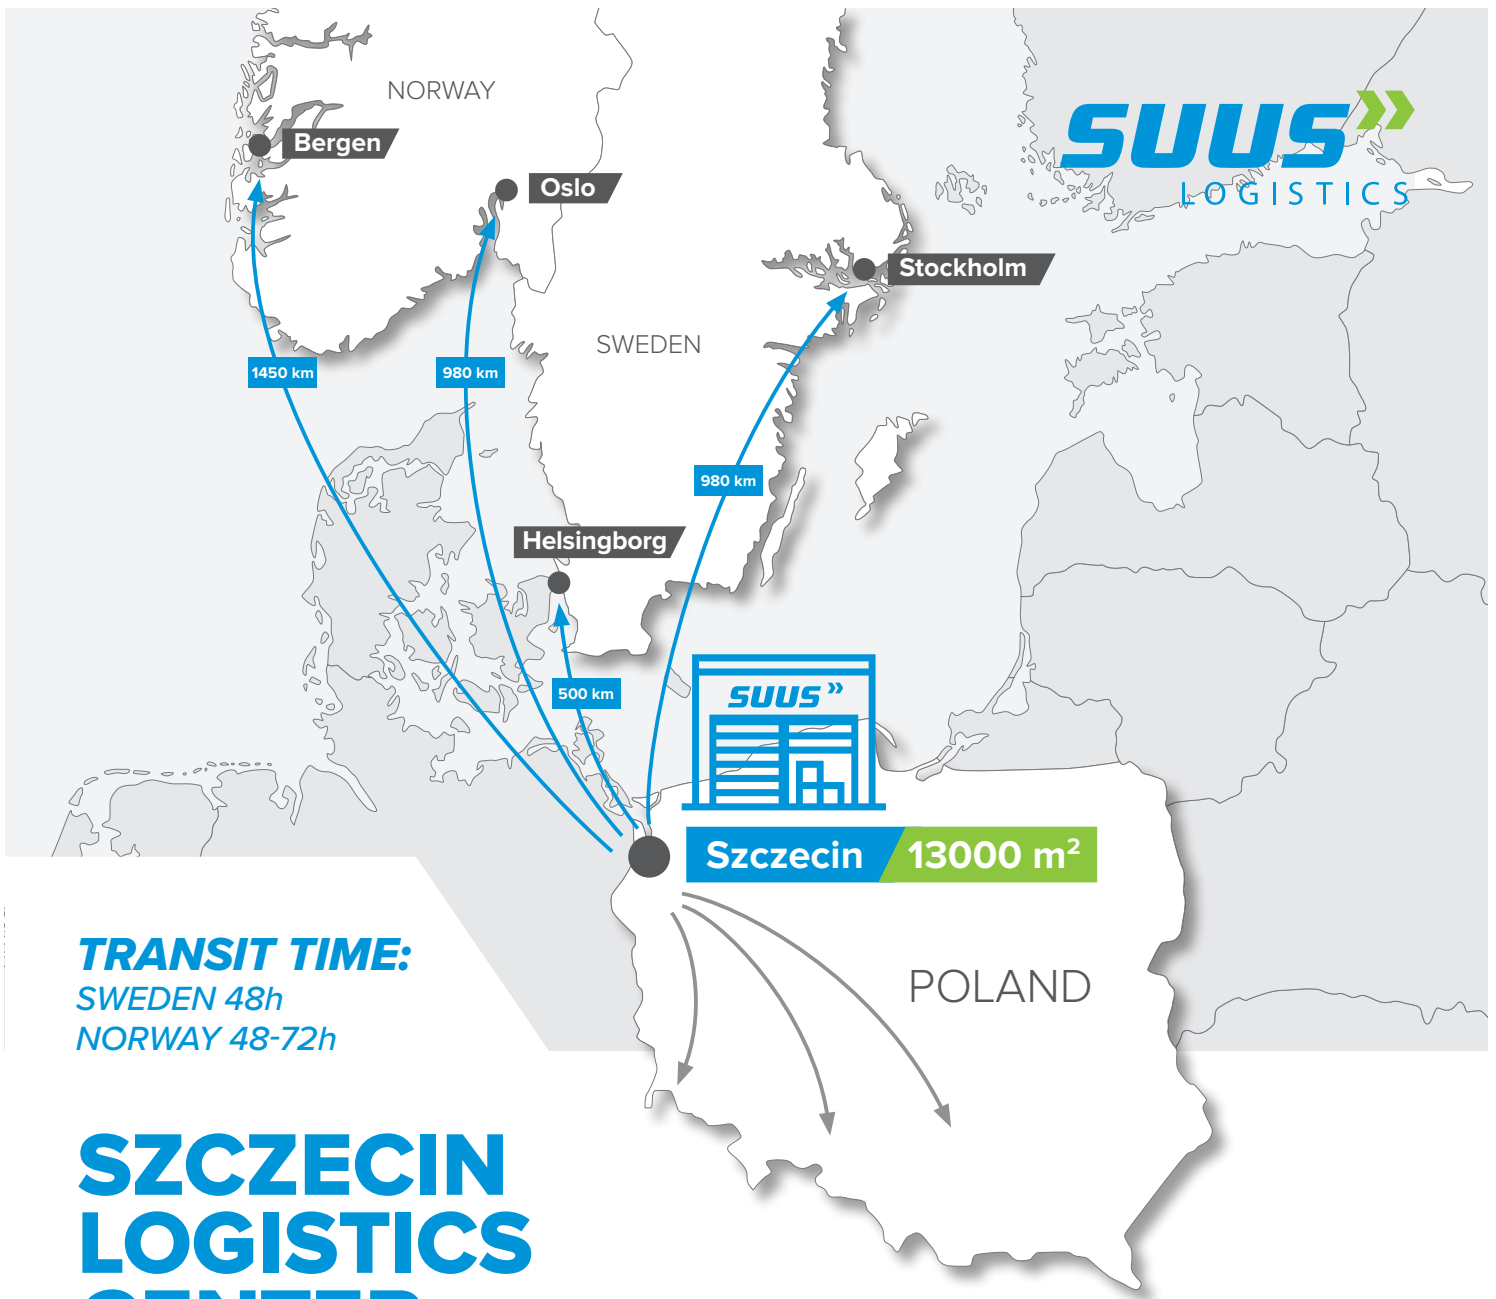 NORWAY
Bergen
Oslo
SUUS
LOGISTICS
Stockholm
SWEDEN
1450 km
980 km
980 km
Helsingborg
500 km
SUUS
Szczecin
13000 m²
POLAND
TRANSIT TIME:
SWEDEN 48h
NORWAY 48-72h
SZCZECIN
LOGISTICS
CENTER